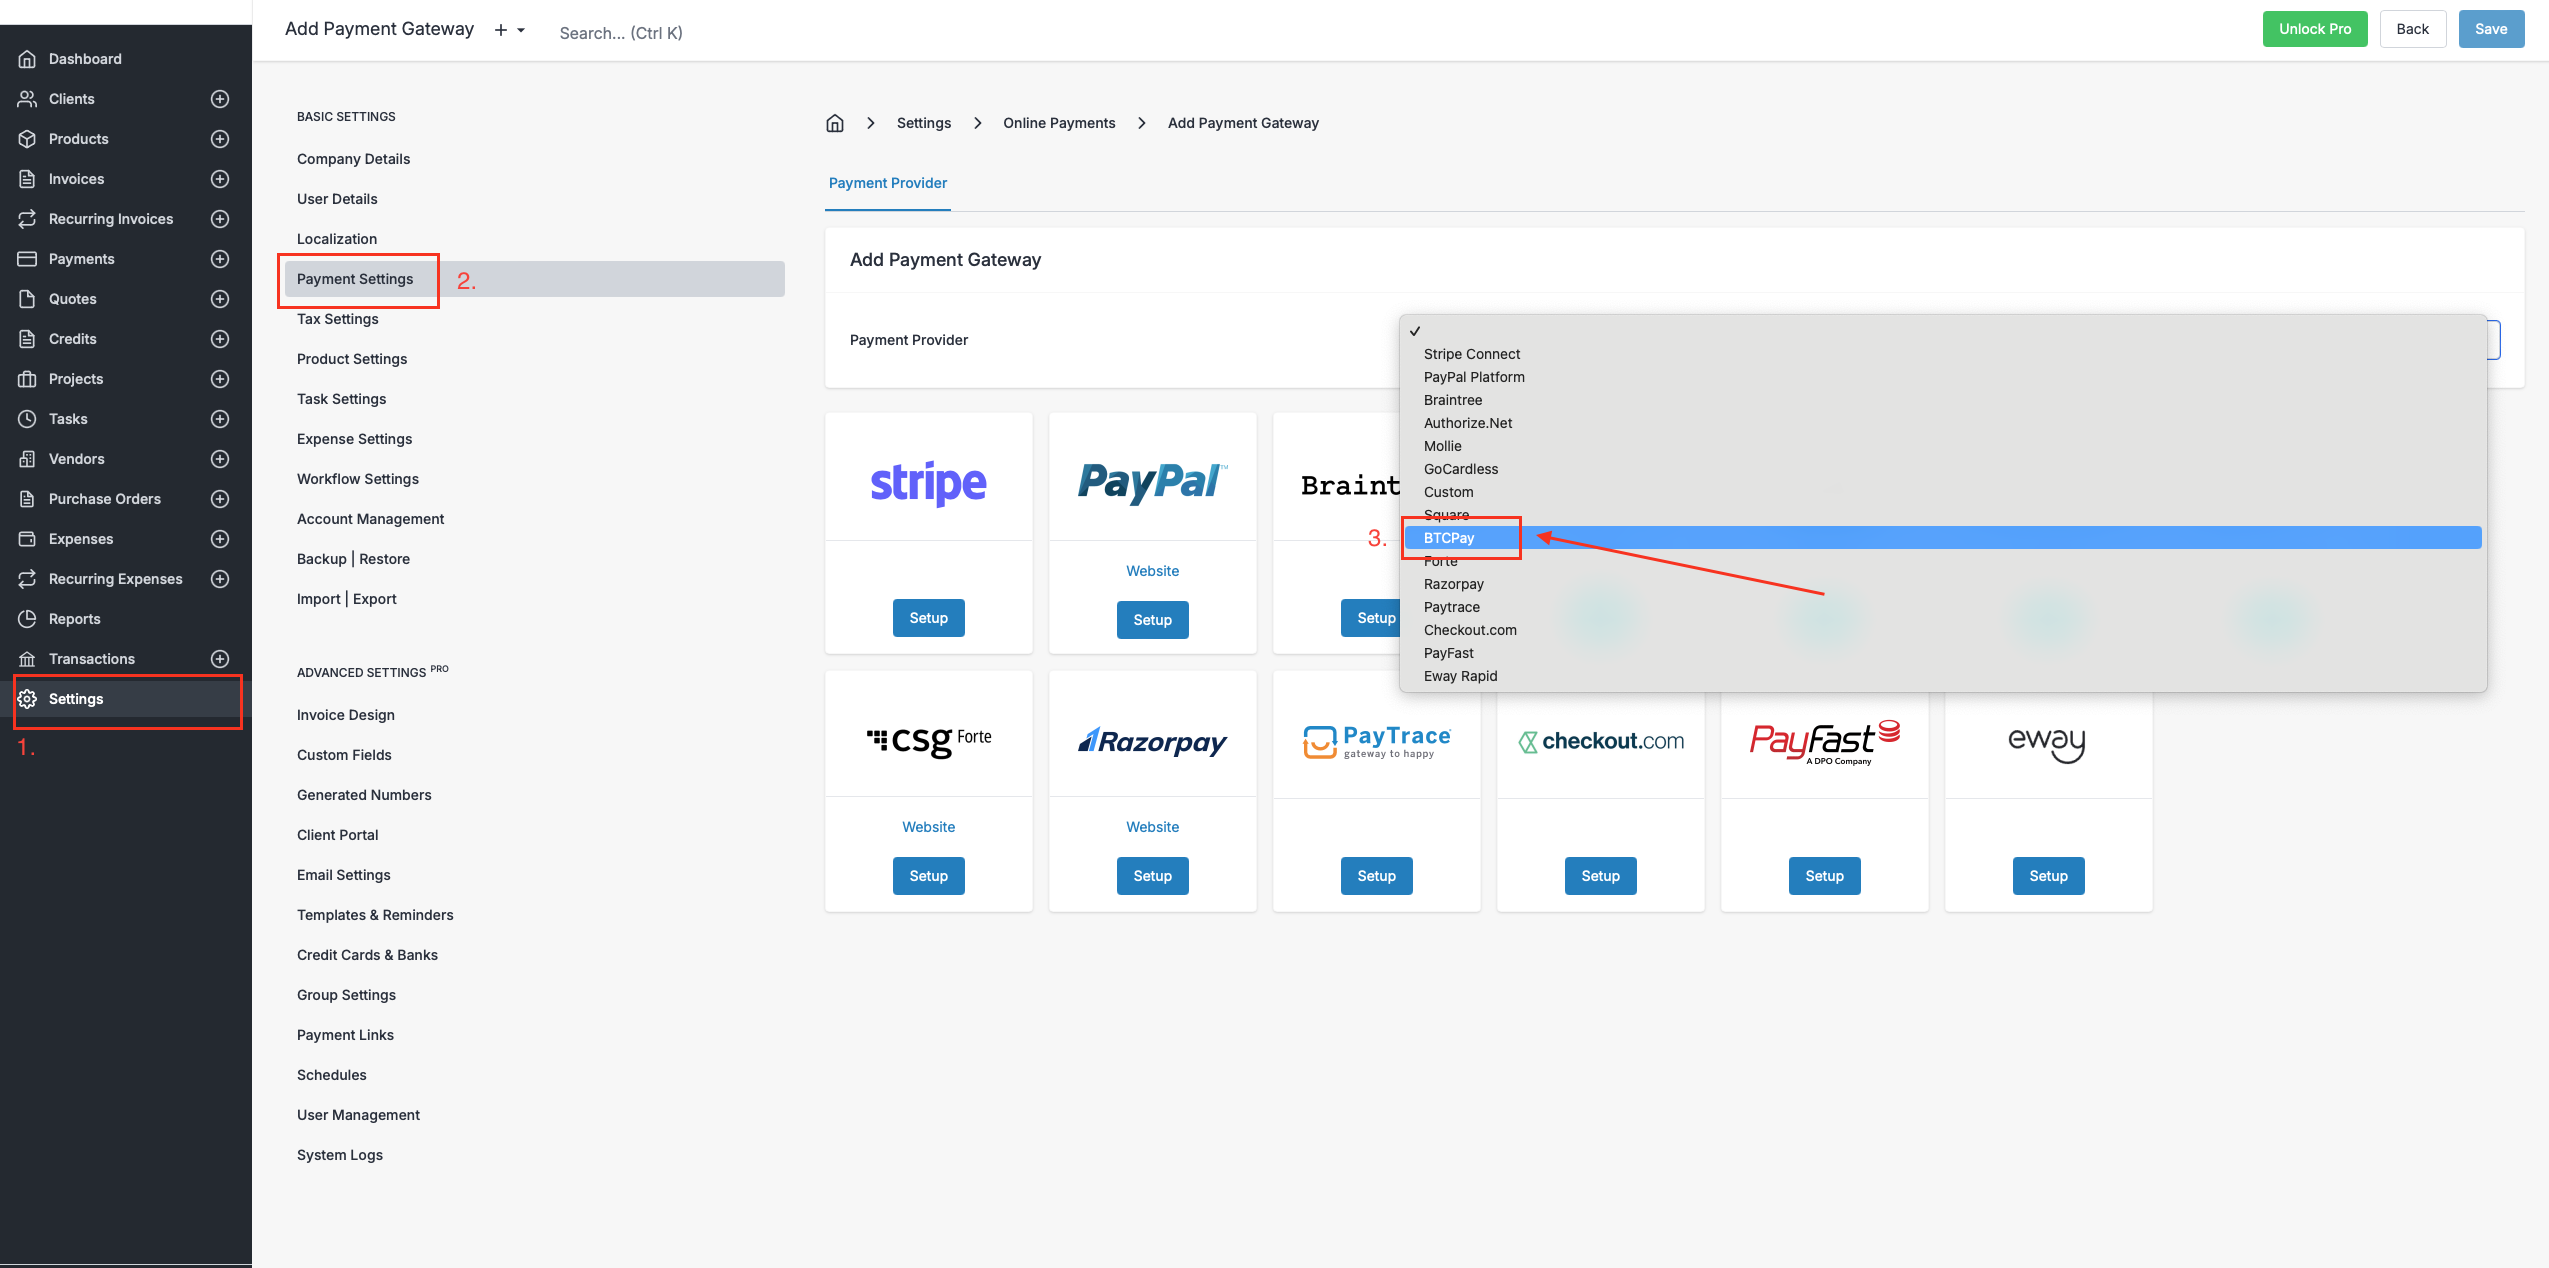 Add Payment Gateway
Search... (Ctrl K)
Unlock Pro
Back
Save
Dashboard
Clients
Products
Invoices
Recurring Invoices
Payments
Quotes
Credits
Projects
Tasks
Vendors
Purchase Orders
Expenses
Recurring Expenses
Reports
Transactions
Settings
1.
BASIC SETTINGS
Company Details
User Details
Localization
Payment Settings
2.
Tax Settings
Product Settings
Task Settings
Expense Settings
Workflow Settings
Account Management
Backup | Restore
Import | Export
ADVANCED SETTINGS PRO
Invoice Design
Custom Fields
Generated Numbers
Client Portal
Email Settings
Templates & Reminders
Credit Cards & Banks
Group Settings
Payment Links
Schedules
User Management
System Logs
Settings
Online Payments
Add Payment Gateway
Payment Provider
Add Payment Gateway
Payment Provider
Stripe Connect
PayPal Platform
Braintree
Authorize.Net
Mollie
GoCardless
Custom
Square
3.
BTCPay
Forte
Razorpay
Paytrace
Checkout.com
PayFast
Eway Rapid
stripe
Setup
PayPal™
Website
Setup
Braint
Setup
csg Forte
Website
Setup
Razorpay
Website
Setup
PayTrace
gateway to happy
Setup
checkout.com
Setup
PayFast
A DPO Company
Setup
eway
Setup